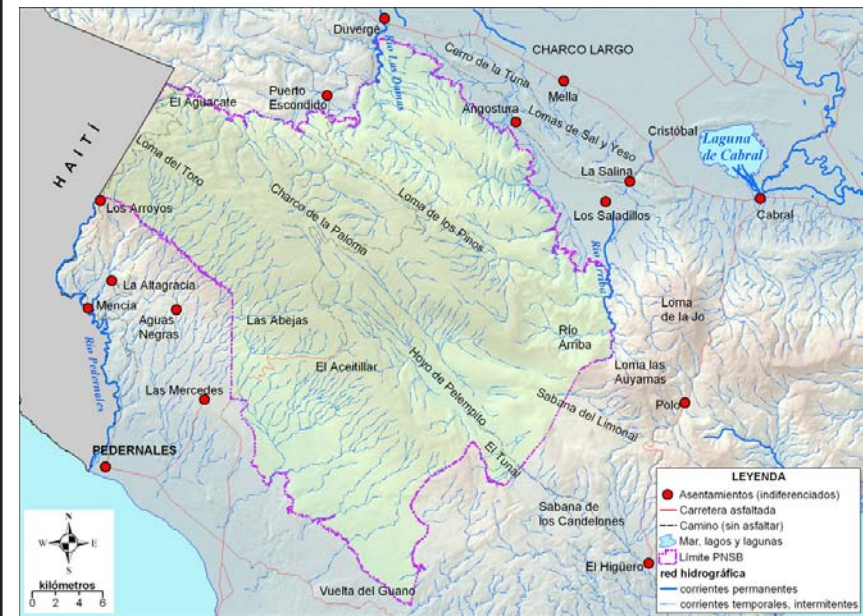 Duvergé
Río Las Damas
CHARCO LARGO
Cerro de la Tuna
Mella
Puerto
Escondido
El Aguacate
Angostura
Lomas de Sal y Yeso
Cristóbal
Laguna
de Cabral
HAITÍ
Loma del Toro
La Salina
Los Arroyos
Charco de la Paloma
Loma de los Pinos
Los Saladillos
Cabral
Río Arriba
La Altagracia
Mencía
Aguas
Negras
Las Abejas
Loma
de la Jo
Río
Arriba
Río Pedernales
El Aceitillar
Hoyo de Pelempito
Loma las
Auyamas
Las Mercedes
Sabana del Limonal
Polo
PEDERNALES
El Tunal
Sabana de
los Candelones
El Higüero
Vuelta del Guano
N
W E
S
kilómetros
0 2 4 6
LEYENDA
Asentamientos (indiferenciados)
Carretera asfaltada
Camino (sin asfaltar)
Mar, lagos y lagunas
Límite PNSB
red hidrográfica
corrientes permanentes
corrientes temporales, intermitentes